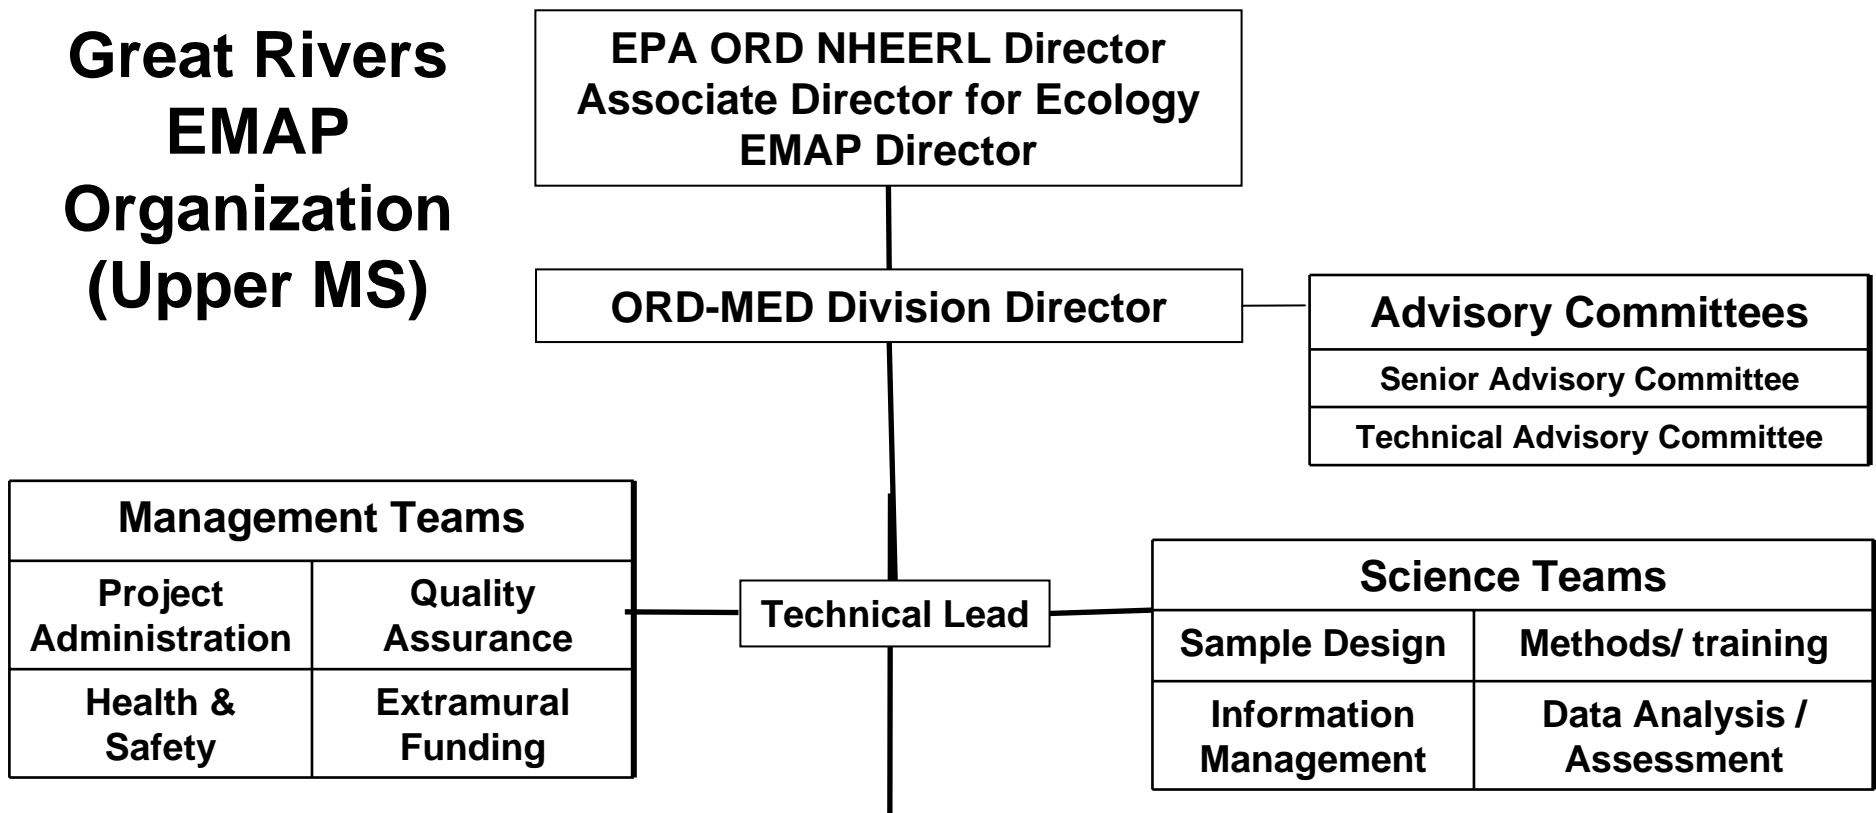 Great Rivers
EMAP
Organization
(Upper MS)
EPA ORD NHEERL Director
Associate Director for Ecology
EMAP Director
ORD-MED Division Director
Advisory Committees
Senior Advisory Committee
Technical Advisory Committee
Management Teams
Project
Administration
Quality
Assurance
Health &
Safety
Extramural
Funding
Technical Lead
Science Teams
Sample Design
Methods/ training
Information
Management
Data Analysis /
Assessment